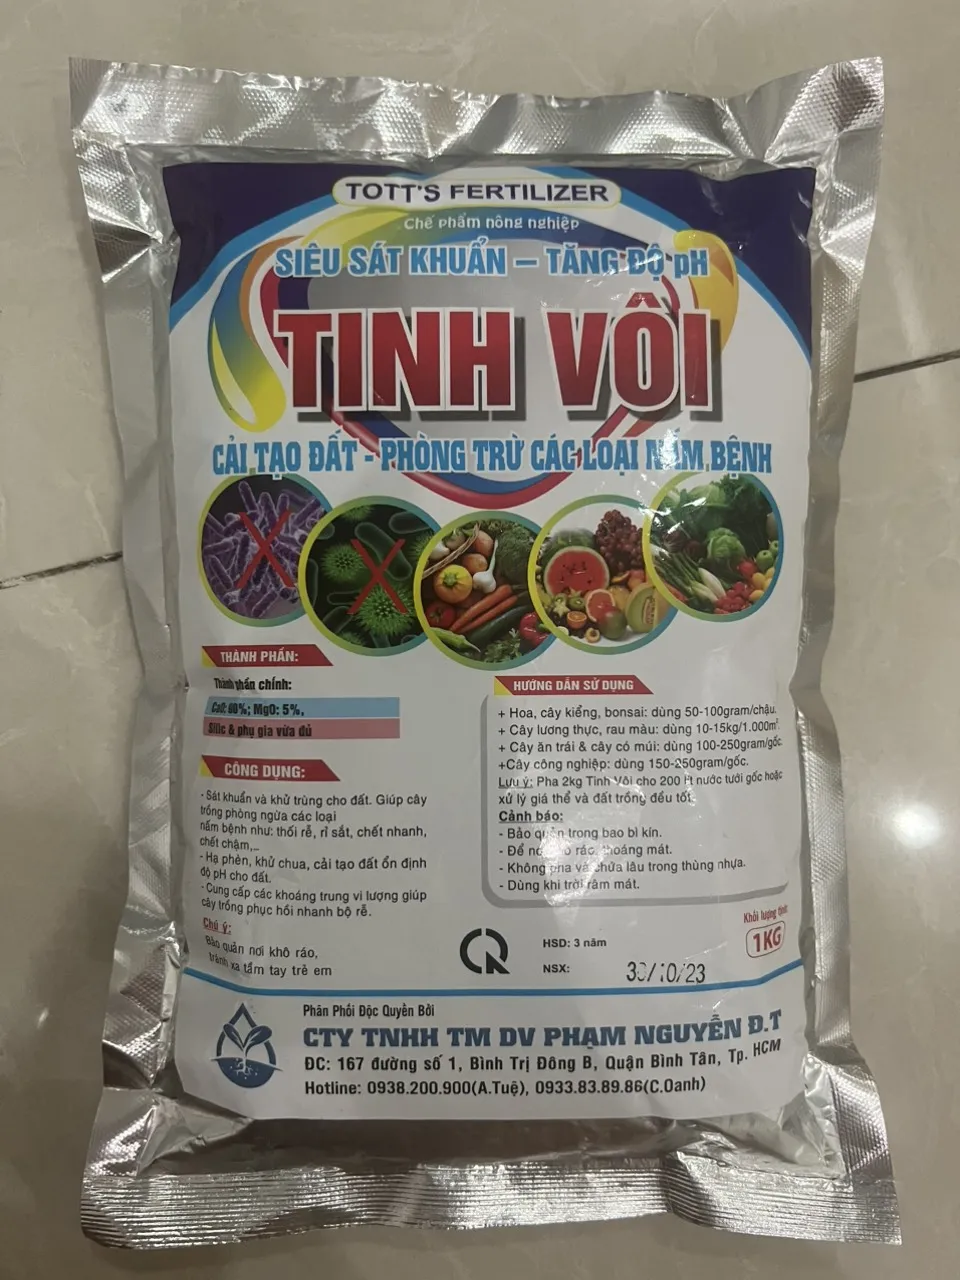 TOTT'S FERTILIZER
Chế phẩm nông nghiệp
SIÊU SÁT KHUẨN – TĂNG ĐỘ pH
TINH VÔI
CẢI TẠO ĐẤT - PHÒNG TRỪ CÁC LOẠI NẤM BỆNH
THÀNH PHẦN:
Thành phần chính:
CaO: 60%; MgO: 5%,
Silic & phụ gia vừa đủ
CÔNG DỤNG:
- Sát khuẩn và khử trùng cho đất. Giúp cây
trồng phòng ngừa các loại
nấm bệnh như: thối rễ, rỉ sắt, chết nhanh,
chết chậm,...
- Hạ phèn, khử chua, cải tạo đất ổn định
độ pH cho đất.
- Cung cấp các khoáng trung vi lượng giúp
cây trồng phục hồi nhanh bộ rễ.
Chú ý:
Bảo quản nơi khô ráo,
tránh xa tầm tay trẻ em
HƯỚNG DẪN SỬ DỤNG
+ Hoa, cây kiểng, bonsai: dùng 50-100gram/chậu.
+ Cây lương thực, rau màu: dùng 10-15kg/1.000m².
+ Cây ăn trái & cây có múi: dùng 100-250gram/gốc.
+Cây công nghiệp: dùng 150-250gram/gốc.
Lưu ý: Pha 2kg Tinh Vôi cho 200 lít nước tưới gốc hoặc
xử lý giá thể và đất trồng đều tốt.
Cảnh báo:
- Bảo quản trong bao bì kín.
- Để nơi khô ráo, thoáng mát.
- Không pha và chứa lâu trong thùng nhựa.
- Dùng khi trời râm mát.
Khối lượng tịnh:
1KG
HSD: 3 năm
NSX: 30/10/23
Phân Phối Độc Quyền Bởi
CTY TNHH TM DV PHẠM NGUYỄN Đ.T
ĐC: 167 đường số 1, Bình Trị Đông B, Quận Bình Tân, Tp. HCM
Hotline: 0938.200.900(A.Tuệ), 0933.83.89.86(C.Oanh)